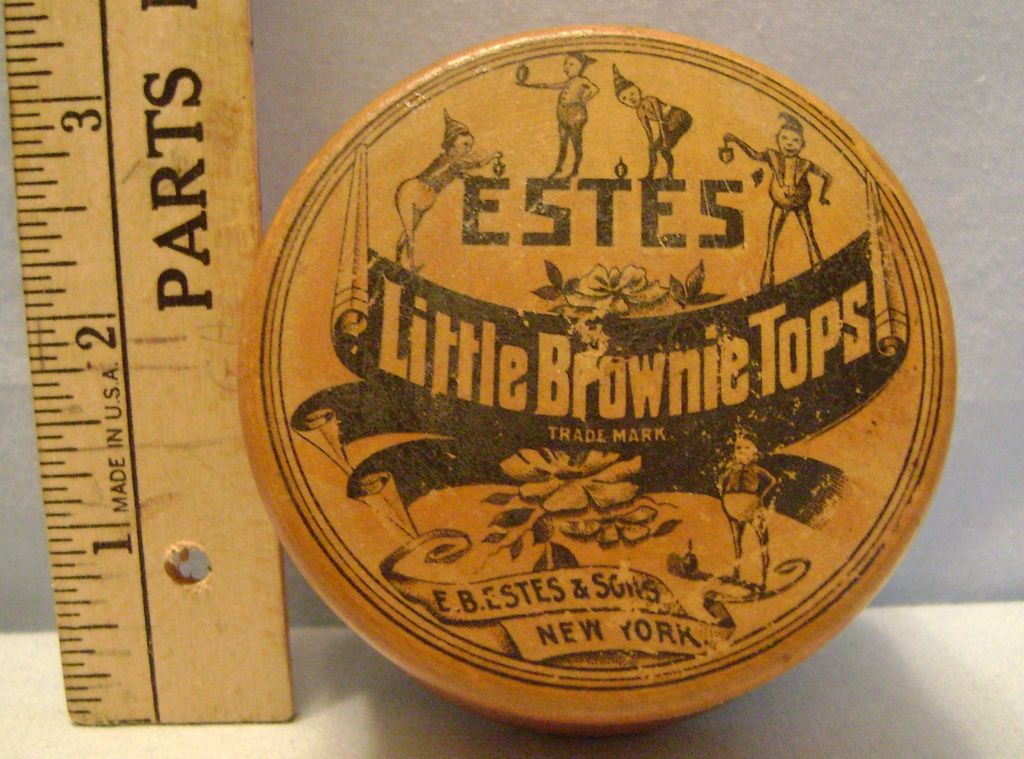 3
2
1
MADE IN U.S.A.
PARTS
ESTES'
Little Brownie Tops
TRADE MARK
E.B. ESTES & SONS
NEW YORK.